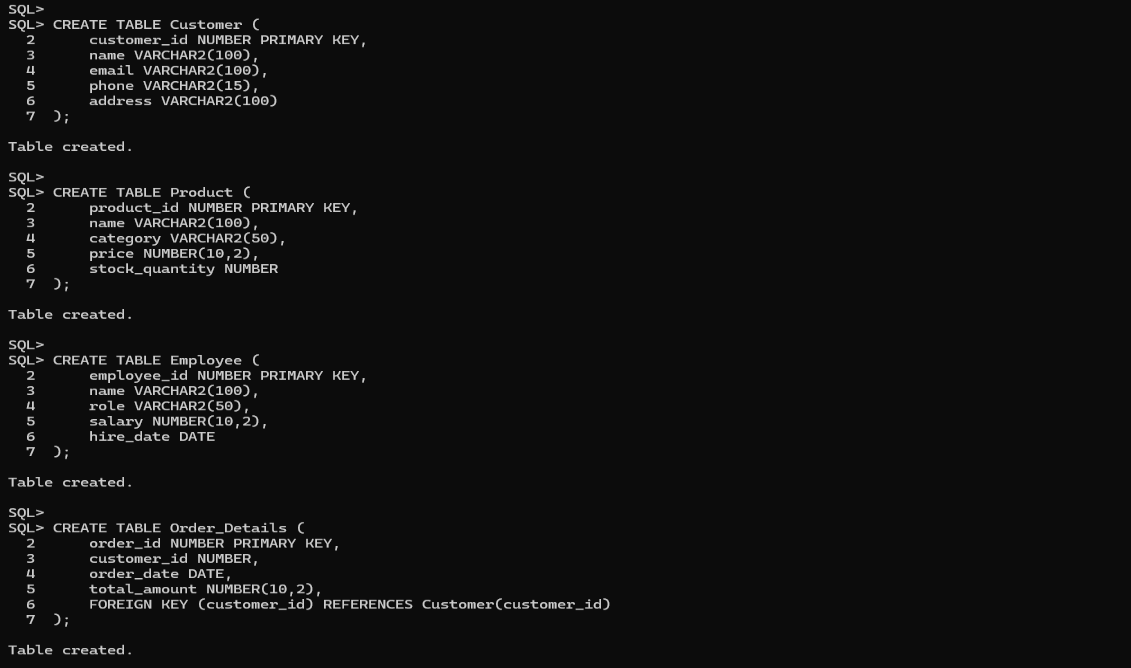 SQL>
SQL> CREATE TABLE Customer (
  2      customer_id NUMBER PRIMARY KEY,
  3      name VARCHAR2(100),
  4      email VARCHAR2(100),
  5      phone VARCHAR2(15),
  6      address VARCHAR2(100)
  7  );
Table created.
SQL>
SQL> CREATE TABLE Product (
  2      product_id NUMBER PRIMARY KEY,
  3      name VARCHAR2(100),
  4      category VARCHAR2(50),
  5      price NUMBER(10,2),
  6      stock_quantity NUMBER
  7  );
Table created.
SQL>
SQL> CREATE TABLE Employee (
  2      employee_id NUMBER PRIMARY KEY,
  3      name VARCHAR2(100),
  4      role VARCHAR2(50),
  5      salary NUMBER(10,2),
  6      hire_date DATE
  7  );
Table created.
SQL>
SQL> CREATE TABLE Order_Details (
  2      order_id NUMBER PRIMARY KEY,
  3      customer_id NUMBER,
  4      order_date DATE,
  5      total_amount NUMBER(10,2),
  6      FOREIGN KEY (customer_id) REFERENCES Customer(customer_id)
  7  );
Table created.